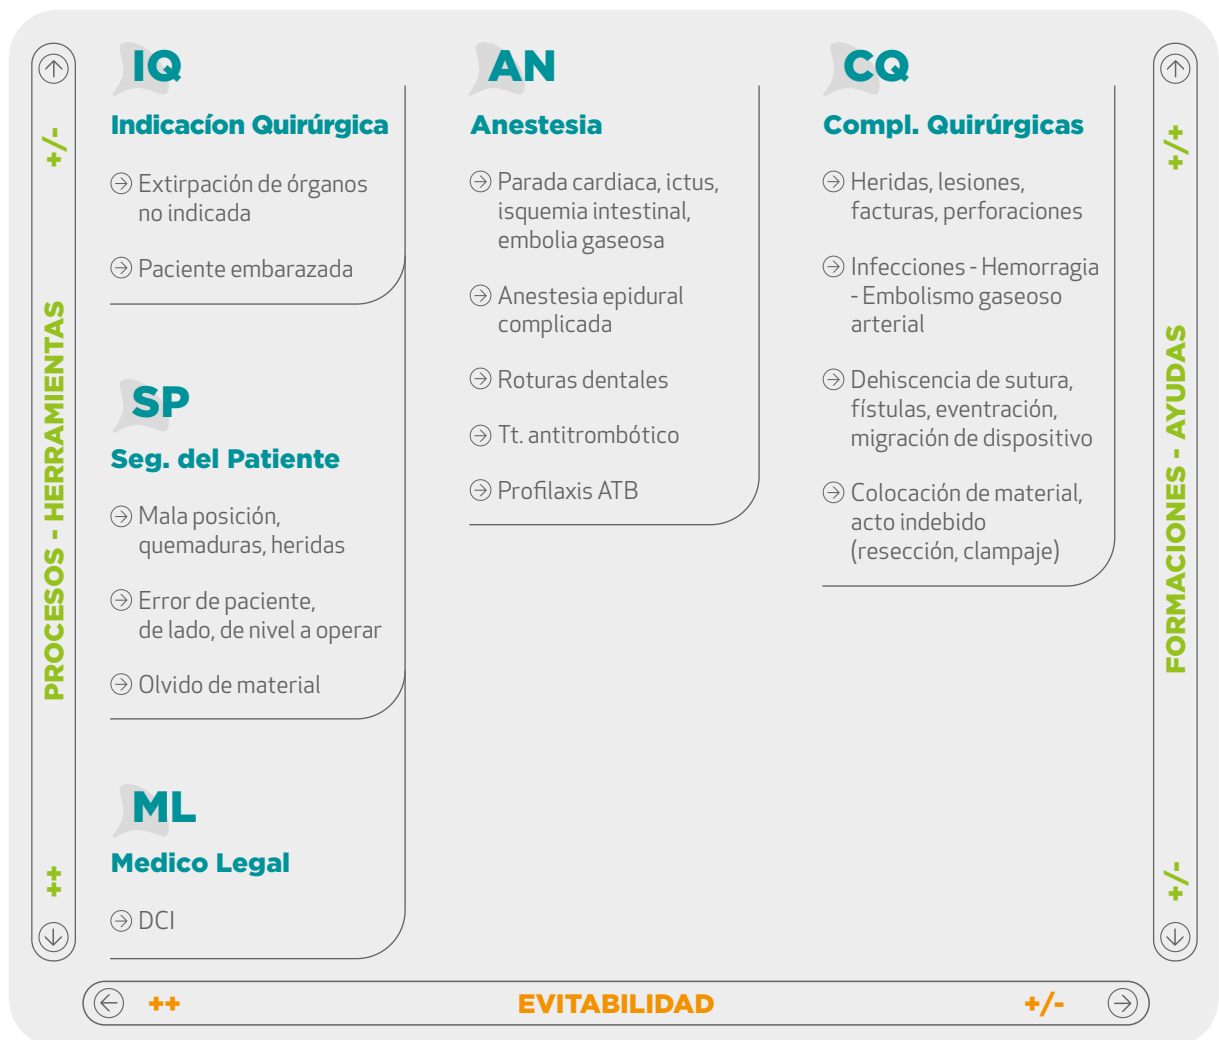 IQ
Indicacíon Quirúrgica
Extirpación de órganos
no indicada
Paciente embarazada
SP
Seg. del Patiente
Mala posición,
quemaduras, heridas
Error de paciente,
de lado, de nivel a operar
Olvido de material
ML
Medico Legal
DCI
AN
Anestesia
Parada cardiaca, ictus,
isquemia intestinal,
embolia gaseosa
Anestesia epidural
complicada
Roturas dentales
Tt. antitrombótico
Profilaxis ATB
CQ
Compl. Quirúrgicas
Heridas, lesiones,
facturas, perforaciones
Infecciones - Hemorragia
- Embolismo gaseoso
arterial
Dehiscencia de sutura,
fístulas, eventración,
migración de dispositivo
Colocación de material,
acto indebido
(resección, clampaje)
+/-
PROCESOS - HERRAMIENTAS
++
+/+
FORMACIONES - AYUDAS
+/-
++
EVITABILIDAD
+/-